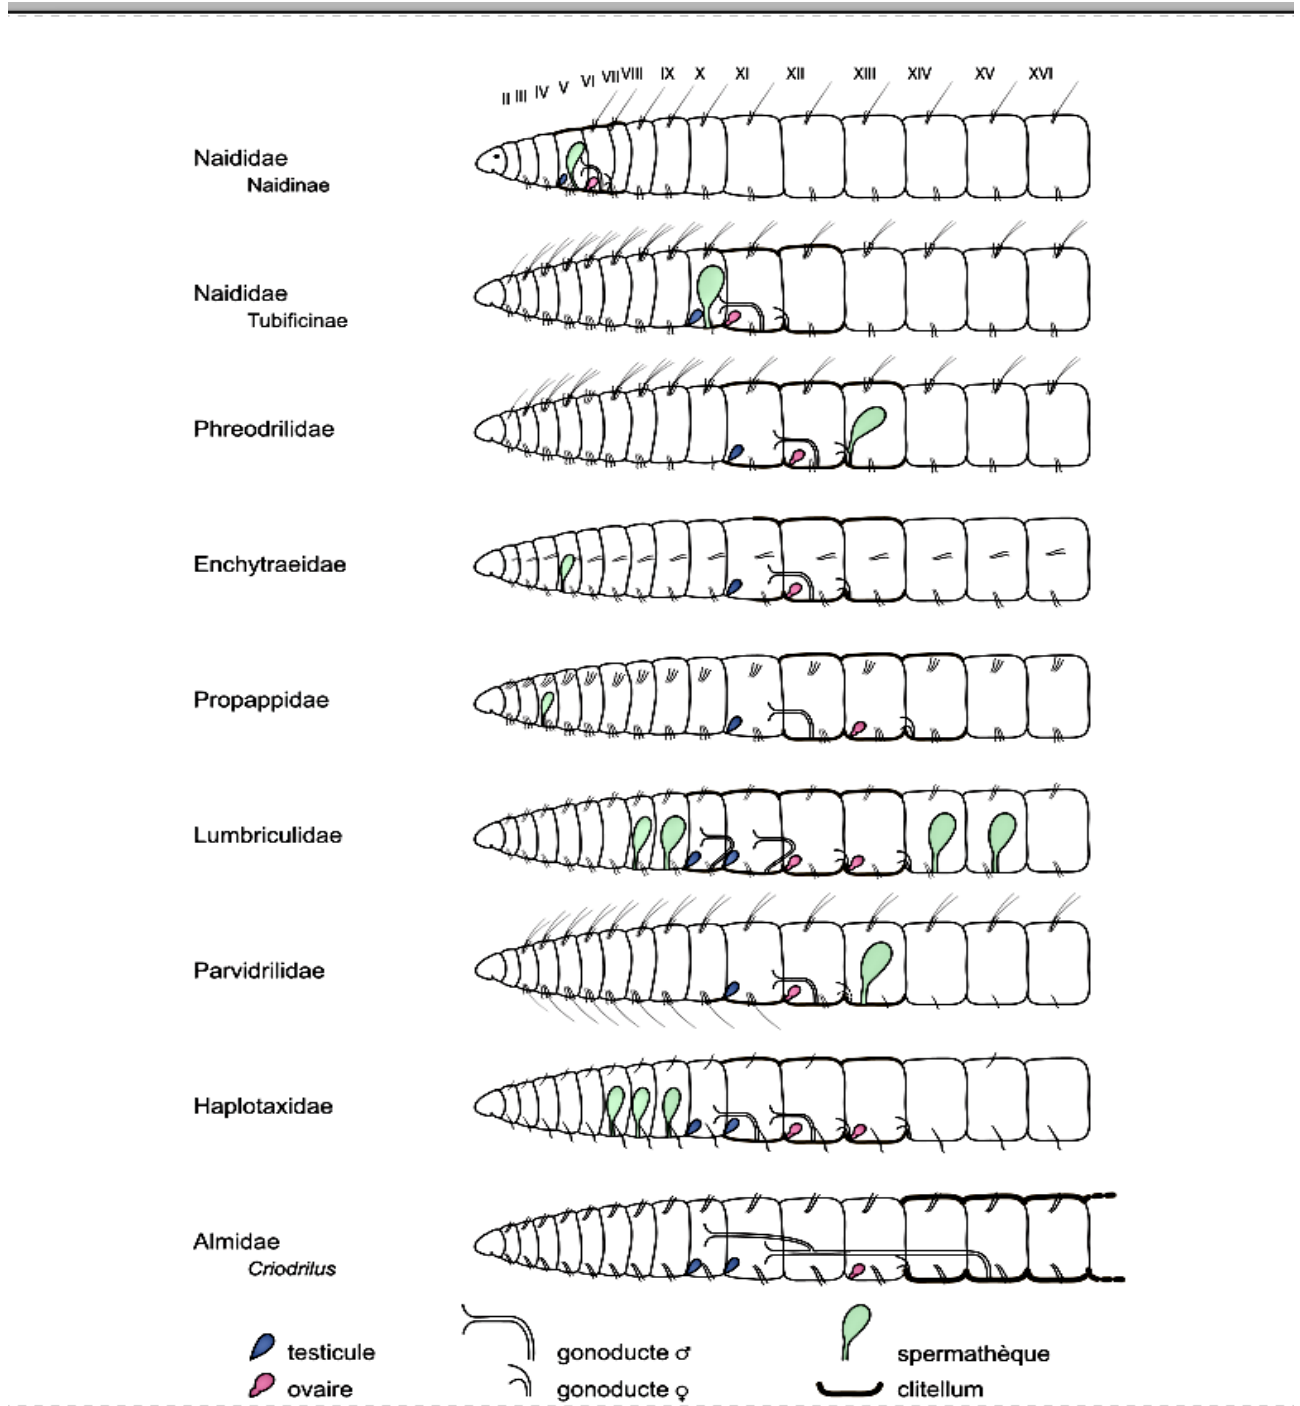 II III IV V VI VII VIII IX X XI XII XIII XIV XV XVI
Naididae
Naidinae
Naididae
Tubificinae
Phreodrilidae
Enchytraeidae
Propappidae
Lumbriculidae
Parvidrilidae
Haplotaxidae
Almidae
Criodrilus
testicule
gonoducte ♂
spermathèque
ovaire
gonoducte ♀
clitellum